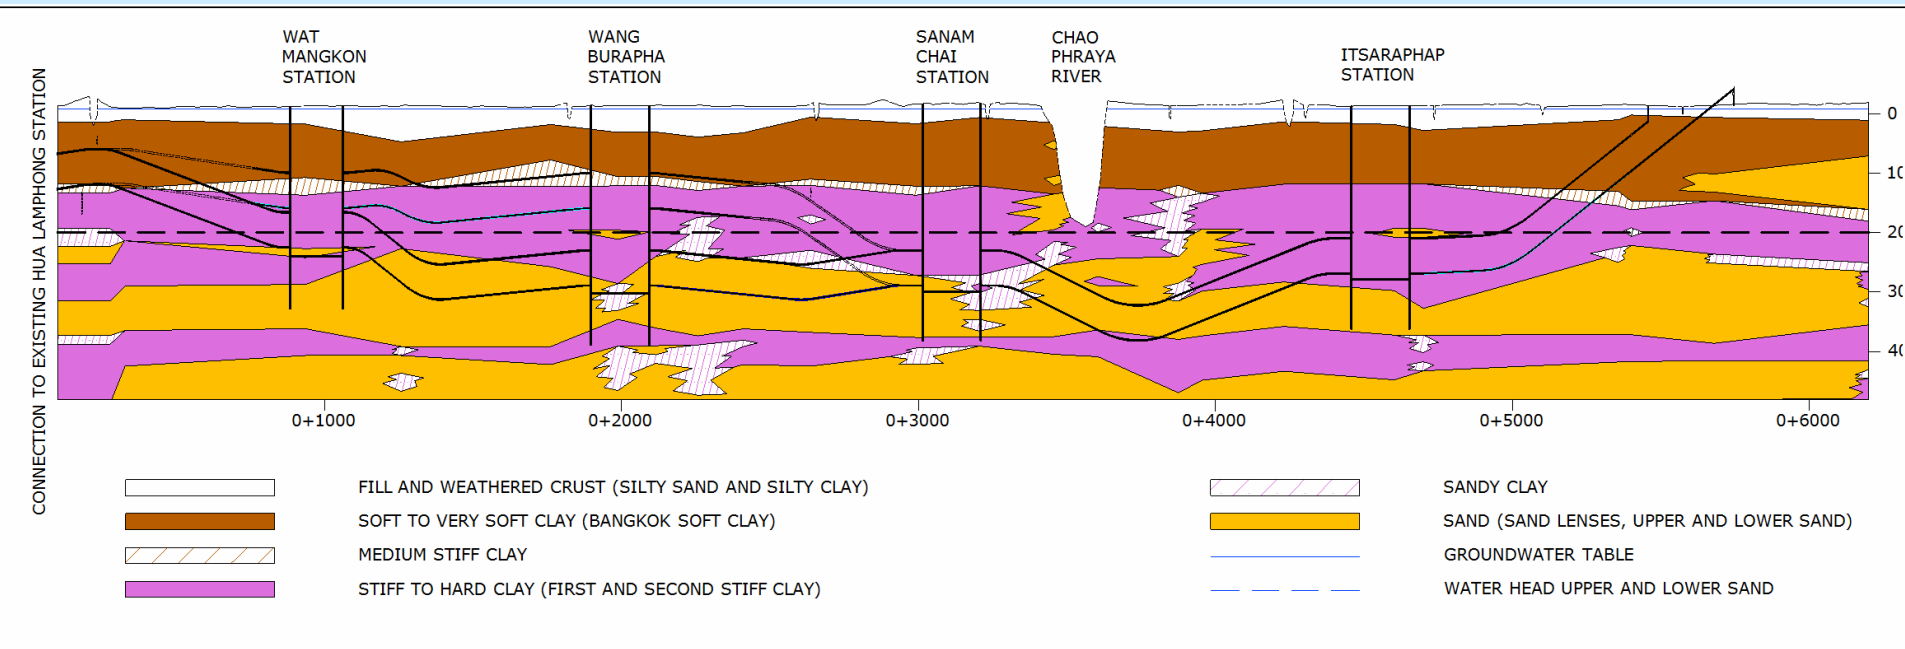 WAT
MANGKON
STATION
WANG
BURAPHA
STATION
SANAM
CHAI
STATION
CHAO
PHRAYA
RIVER
ITSARAPHAP
STATION
CONNECTION TO EXISTING HUA LAMPHONG STATION
0
10
20
30
40
0+1000
0+2000
0+3000
0+4000
0+5000
0+6000
FILL AND WEATHERED CRUST (SILTY SAND AND SILTY CLAY)
SOFT TO VERY SOFT CLAY (BANGKOK SOFT CLAY)
MEDIUM STIFF CLAY
STIFF TO HARD CLAY (FIRST AND SECOND STIFF CLAY)
SANDY CLAY
SAND (SAND LENSES, UPPER AND LOWER SAND)
GROUNDWATER TABLE
WATER HEAD UPPER AND LOWER SAND